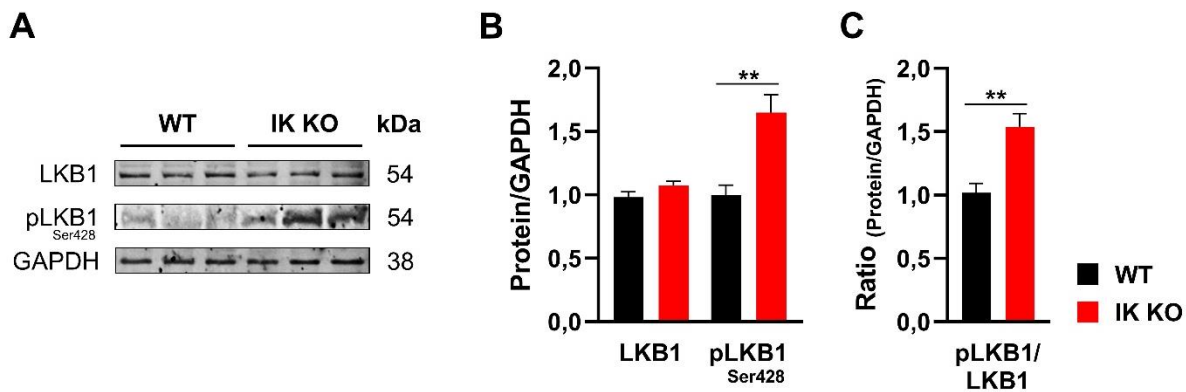 A
WT IK KO kDa
LKB1 54
pLKB1 54
Ser428
GAPDH 38
B
Protein/GAPDH
2,0
1,5
1,0
0,5
0,0
**
LKB1 pLKB1
Ser428
C
Ratio (Protein/GAPDH)
2,0
1,5
1,0
0,5
0,0
**
pLKB1/
LKB1
WT
IK KO